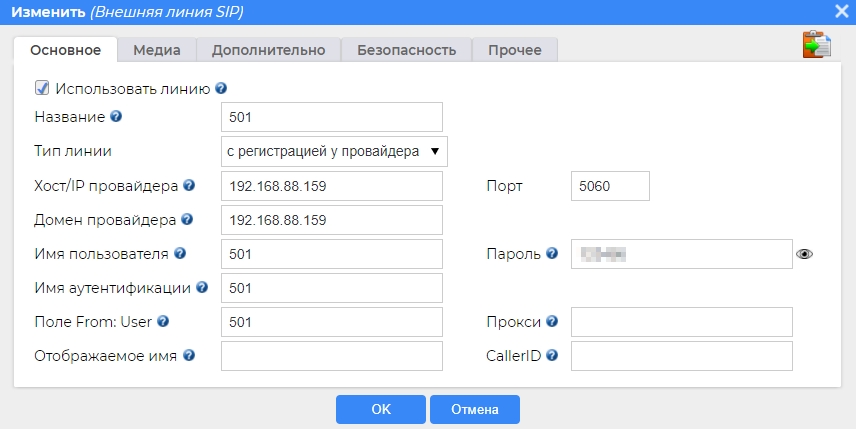 Изменить (Внешняя линия SIP)
Основное Медиа Дополнительно Безопасность Прочее
Использовать линию
Название 501
Тип линии с регистрацией у провайдера
Хост/IP провайдера 192.168.88.159 Порт 5060
Домен провайдера 192.168.88.159
Имя пользователя 501 Пароль
Имя аутентификации 501
Поле From: User 501 Прокси
Отображаемое имя CallerID
OK Отмена